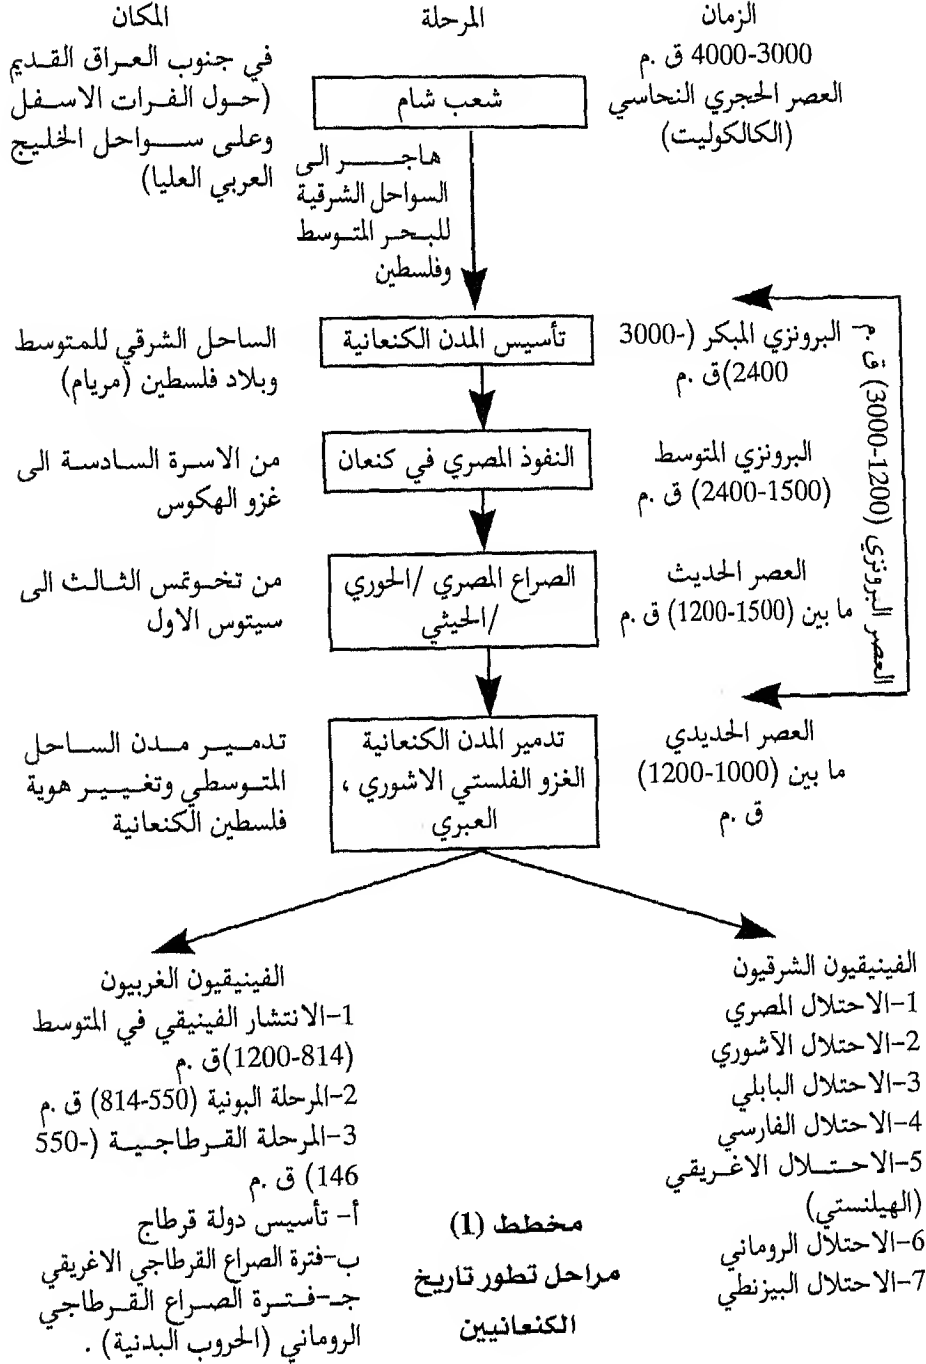 الزمان
المرحلة
المكان
4000-3000 ق .م
العصر الحجري النحاسي
(الكالكوليت)
شعب شام
في جنوب العراق القديم
(حول الفرات الاسفل
وعلى سواحل الخليج
العربي العليا)
هاجر الى
السواحل الشرقية
للبحر المتوسط
وفلسطين
البرونزي المبكر (-3000
2400)ق .م
تأسيس المدن الكنعانية
الساحل الشرقي للمتوسط
وبلاد فلسطين (مريام)
البرونزي المتوسط
(2400-1500) ق .م
النفوذ المصري في كنعان
من الاسرة السادسة الى
غزو الهكوس
العصر الحديث
ما بين (1500-1200) ق .م
الصراع المصري /الحوري
/الحيثي
من تخوتمس الثالث الى
سيتوس الاول
العصر البرونزي (3000-1200) ق .م
العصر الحديدي
ما بين (1200-1000)
ق .م
تدمير المدن الكنعانية
الغزو الفلستي الاشوري ،
العبري
تدمير مدن الساحل
المتوسطي وتغيير هوية
فلسطين الكنعانية
الفينيقيون الشرقيون
1-الاحتلال المصري
2-الاحتلال الآشوري
3-الاحتلال البابلي
4-الاحتلال الفارسي
5-الاحتلال الاغريقي
(الهيلنستي)
6-الاحتلال الروماني
7-الاحتلال البيزنطي
الفينيقيون الغربيون
1-الانتشار الفينيقي في المتوسط
(1200-814)ق .م
2-المرحلة البونية (814-550) ق .م
3-المرحلة القرطاجية (-550
146) ق .م
أ- تأسيس دولة قرطاج
ب-فترة الصراع القرطاجي الاغريقي
جـ-فترة الصراع القرطاجي
الروماني (الحروب البدنية) .
مخطط (1)
مراحل تطور تاريخ
الكنعانيين